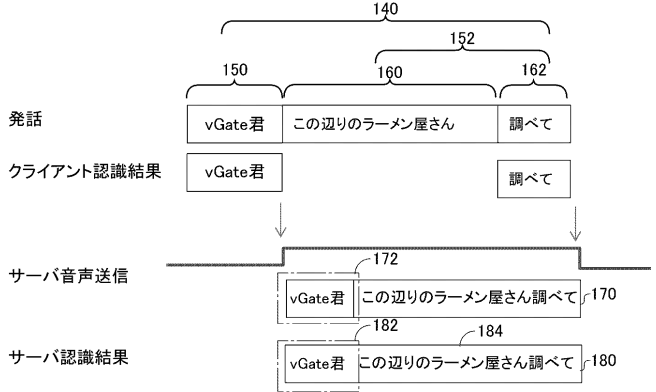 140
152
150 160 162
発話 vGate君 この辺りのラーメン屋さん 調べて
クライアント認識結果 vGate君 調べて
172
サーバ音声送信 vGate君 この辺りのラーメン屋さん調べて 170
182 184
サーバ認識結果 vGate君 この辺りのラーメン屋さん調べて 180